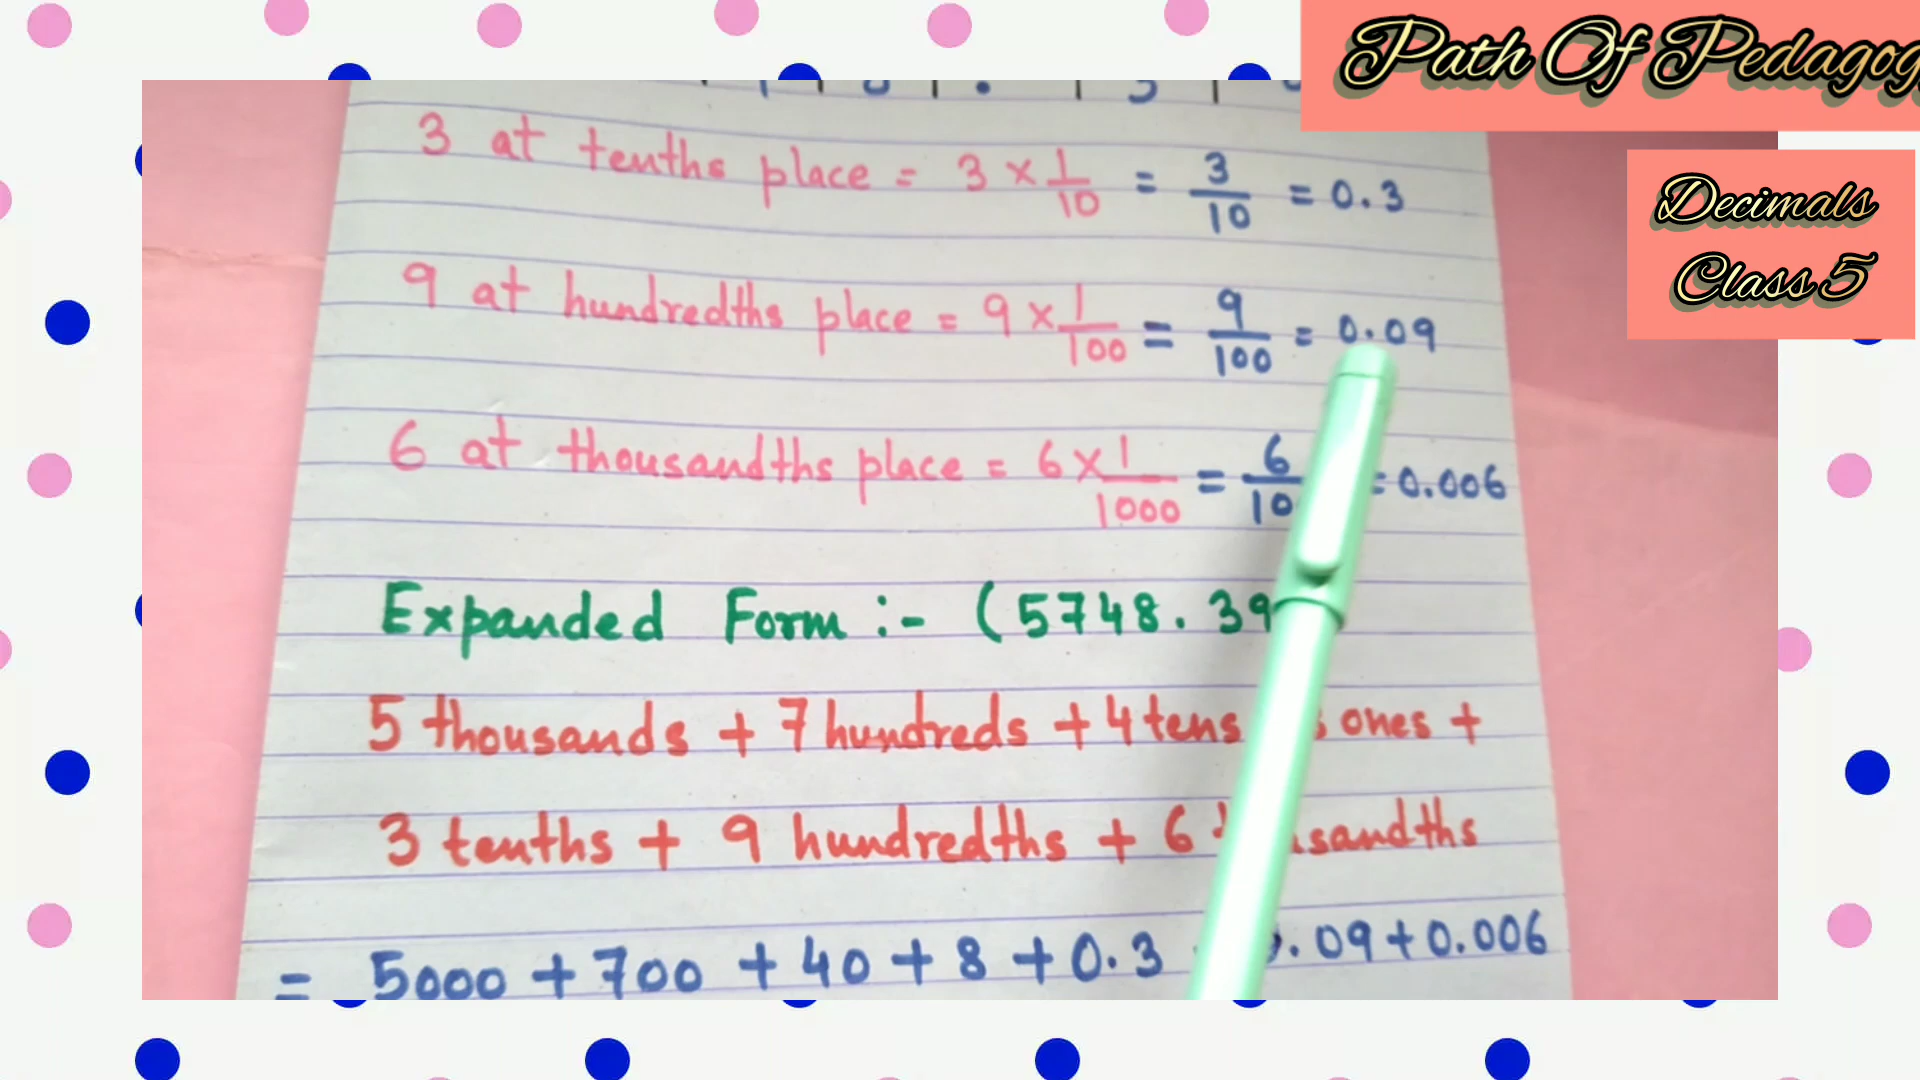 Path Of Pedagog
Decimals
Class 5
3 at tenths place = 3 × 1/10 = 3/10 = 0.3
9 at hundredths place = 9 × 1/100 = 9/100 = 0.09
6 at thousandths place = 6 × 1/1000 = 6/10 = 0.006
Expanded Form :- (5748.39
5 thousands + 7 hundreds + 4 tens ones +
3 tenths + 9 hundredths + 6
= 5000 + 700 + 40 + 8 + 0.3 .09 + 0.006